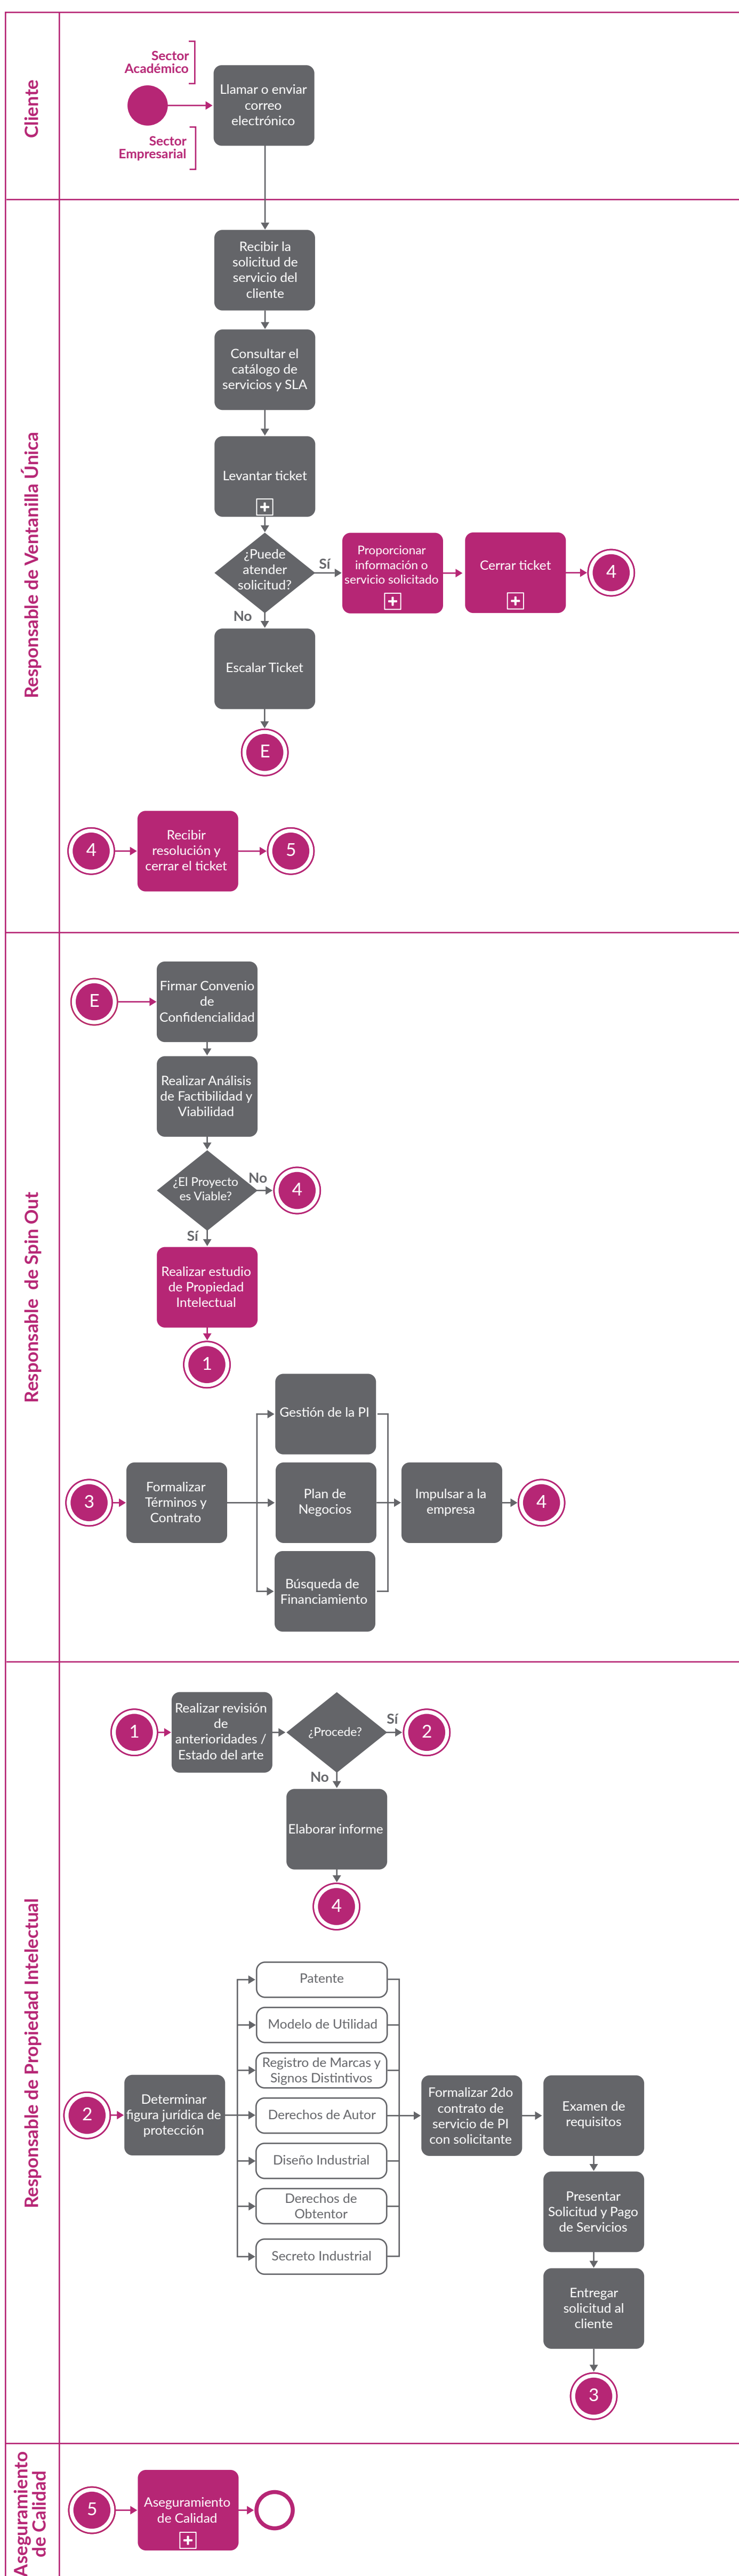 Cliente
Sector
Académico
Sector
Empresarial
Llamar o enviar
correo
electrónico
Responsable de Ventanilla Única
Recibir la
solicitud de
servicio del
cliente
Consultar el
catálogo de
servicios y SLA
Levantar ticket
¿Puede
atender
solicitud?
Sí
Proporcionar
información o
servicio solicitado
Cerrar ticket
4
No
Escalar Ticket
E
4
Recibir
resolución y
cerrar el ticket
5
Responsable de Spin Out
E
Firmar Convenio
de
Confidencialidad
Realizar Análisis
de Factibilidad y
Viabilidad
¿El Proyecto
es Viable?
No
4
Sí
Realizar estudio
de Propiedad
Intelectual
1
3
Formalizar
Términos y
Contrato
Gestión de la PI
Plan de
Negocios
Búsqueda de
Financiamiento
Impulsar a la
empresa
4
Responsable de Propiedad Intelectual
1
Realizar revisión
de
anterioridades /
Estado del arte
¿Procede?
Sí
2
No
Elaborar informe
4
2
Determinar
figura jurídica de
protección
Patente
Modelo de Utilidad
Registro de Marcas y
Signos Distintivos
Derechos de Autor
Diseño Industrial
Derechos de
Obtentor
Secreto Industrial
Formalizar 2do
contrato de
servicio de PI
con solicitante
Examen de
requisitos
Presentar
Solicitud y Pago
de Servicios
Entregar
solicitud al
cliente
3
Aseguramiento
de Calidad
5
Aseguramiento
de Calidad